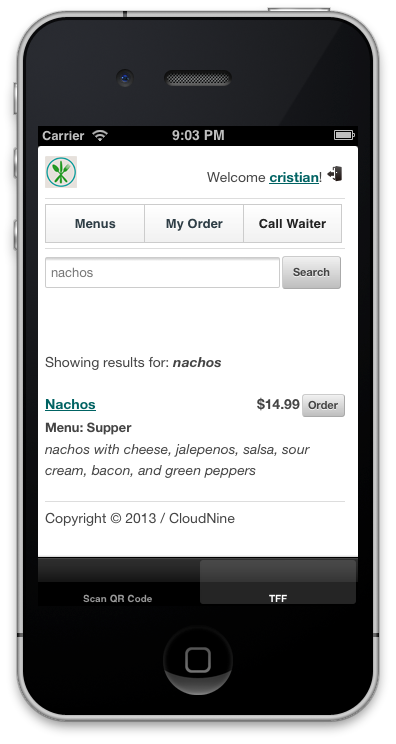 Carrier 9:03 PM
Welcome cristian!
Menus My Order Call Waiter
nachos Search
Showing results for: nachos
Nachos $14.99 Order
Menu: Supper
nachos with cheese, jalepenos, salsa, sour
cream, bacon, and green peppers
Copyright © 2013 / CloudNine
Scan QR Code TFF